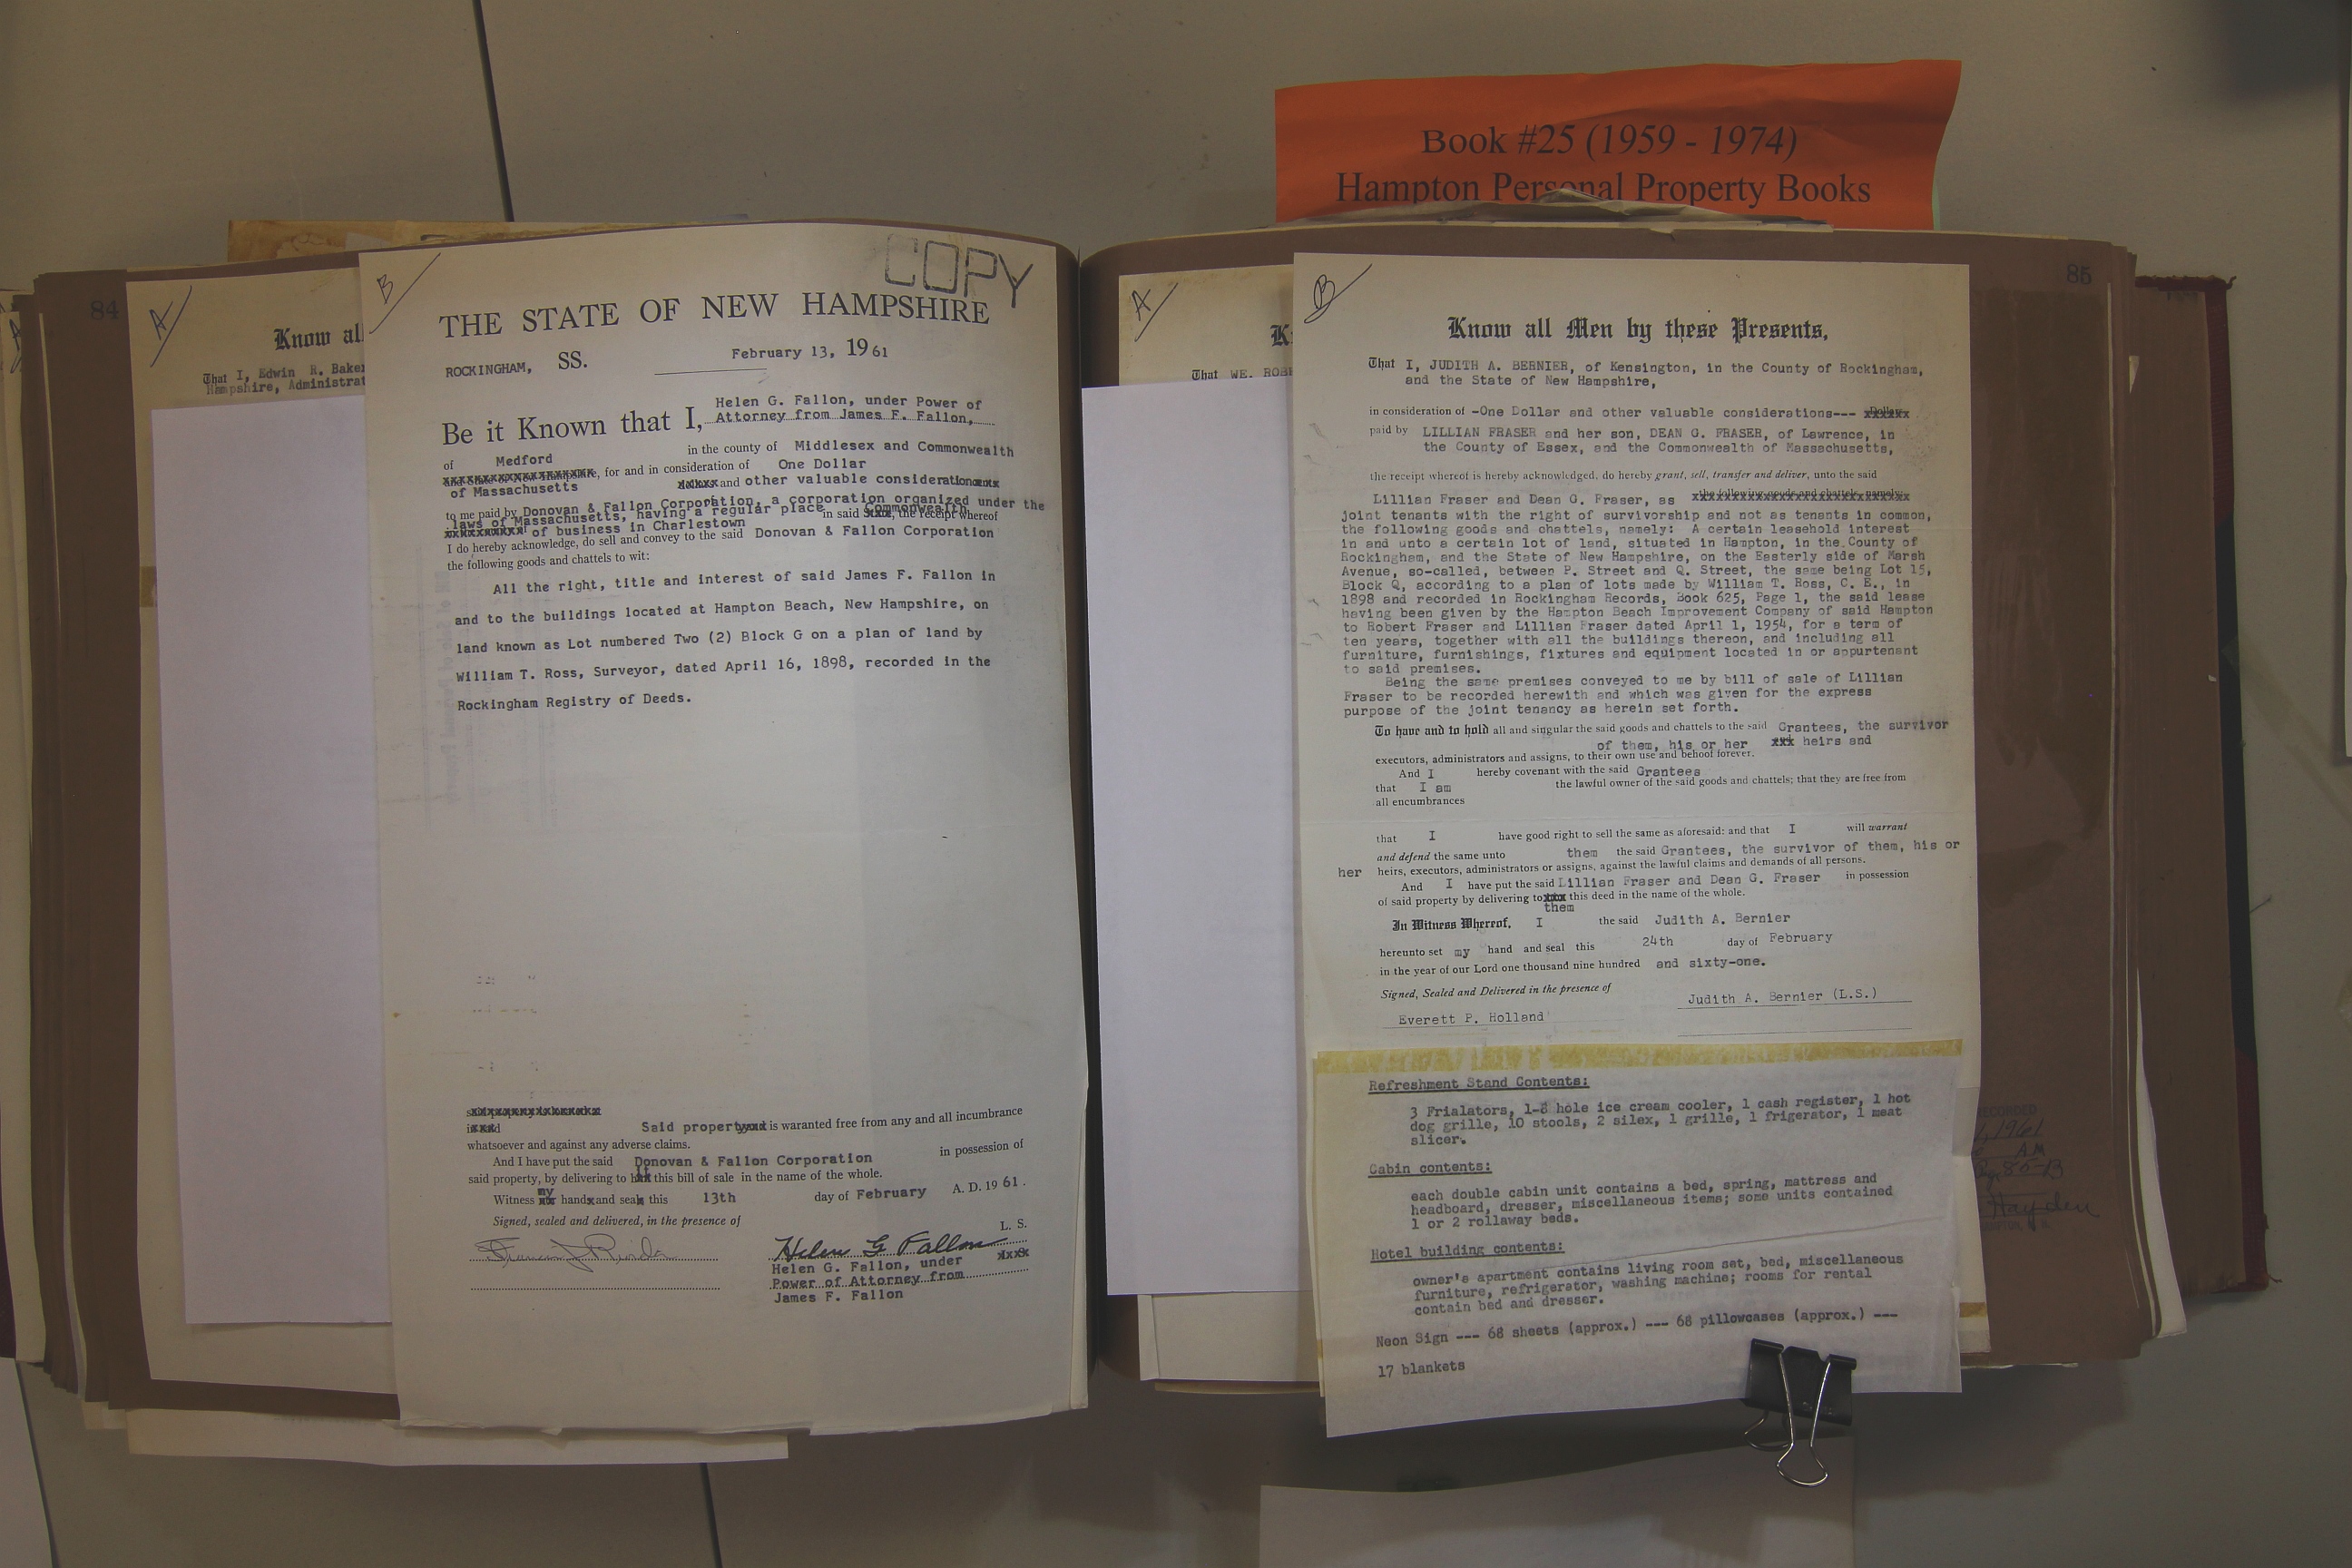 Book #25 (1959 - 1974)
Hampton Personal Property Books
84
A
Know al
That I, Edwin R. Bake
Hampshire, Administrat
B
COPY
THE STATE OF NEW HAMPSHIRE
ROCKINGHAM, SS. February 13, 1961
Helen G. Fallon, under Power of
Be it Known that I, Attorney from James F. Fallon,
in the county of Middlesex and Commonwealth
of Medford
and State of New Hampshire, for and in consideration of One Dollar
of Massachusetts and other valuable considerations
to me paid by Donovan & Fallon Corporation, a corporation organized under the
laws of Massachusetts, having a regular place in said Commonwealth, the receipt whereof
of business in Charlestown
I do hereby acknowledge, do sell and convey to the said Donovan & Fallon Corporation
the following goods and chattels to wit:
All the right, title and interest of said James F. Fallon in
and to the buildings located at Hampton Beach, New Hampshire, on
land known as Lot numbered Two (2) Block G on a plan of land by
William T. Ross, Surveyor, dated April 16, 1898, recorded in the
Rockingham Registry of Deeds.
Said property is waranted free from any and all incumbrance
whatsoever and against any adverse claims.
And I have put the said Donovan & Fallon Corporation in possession of
said property, by delivering to it this bill of sale in the name of the whole.
Witness my hand and seal this 13th day of February A. D. 1961.
Signed, sealed and delivered, in the presence of
L. S.
Helen G Fallon
Helen G. Fallon, under
Power of Attorney from
James F. Fallon
85
A
K
That WE. ROB
B
Know all Men by these Presents,
That I, JUDITH A. BERNIER, of Kensington, in the County of Rockingham,
and the State of New Hampshire,
in consideration of -One Dollar and other valuable considerations--- Dollars
paid by LILLIAN FRASER and her son, DEAN G. FRASER, of Lawrence, in
the County of Essex, and the Commonwealth of Massachusetts,
the receipt whereof is hereby acknowledged, do hereby grant, sell, transfer and deliver, unto the said
Lillian Fraser and Dean G. Fraser, as the following goods and chattels, namely:
joint tenants with the right of survivorship and not as tenants in common,
the following goods and chattels, namely: A certain leasehold interest
in and unto a certain lot of land, situated in Hampton, in the County of
Rockingham, and the State of New Hampshire, on the Easterly side of Marsh
Avenue, so-called, between P. Street and Q. Street, the same being Lot 15,
Block Q, according to a plan of lots made by William T. Ross, C. E., in
1898 and recorded in Rockingham Records, Book 625, Page 1, the said lease
having been given by the Hampton Beach Improvement Company of said Hampton
to Robert Fraser and Lillian Fraser dated April 1, 1954, for a term of
ten years, together with all the buildings thereon, and including all
furniture, furnishings, fixtures and equipment located in or appurtenant
to said premises.
Being the same premises conveyed to me by bill of sale of Lillian
Fraser to be recorded herewith and which was given for the express
purpose of the joint tenancy as herein set forth.
To have and to hold all and singular the said goods and chattels to the said Grantees, the survivor
of them, his or her xxx heirs and
executors, administrators and assigns, to their own use and behoof forever.
And I hereby covenant with the said Grantees
that I am the lawful owner of the said goods and chattels; that they are free from
all encumbrances
that I have good right to sell the same as aforesaid: and that I will warrant
and defend the same unto them the said Grantees, the survivor of them, his or
her heirs, executors, administrators or assigns, against the lawful claims and demands of all persons.
And I have put the said Lillian Fraser and Dean G. Fraser in possession
of said property by delivering to xxx this deed in the name of the whole.
them
In Witness Whereof, I the said Judith A. Bernier
hereunto set my hand and seal this 24th day of February
in the year of our Lord one thousand nine hundred and sixty-one.
Signed, Sealed and Delivered in the presence of
Judith A. Bernier (L.S.)
Everett P. Holland
Refreshment Stand Contents:
3 Frialators, 1-8 hole ice cream cooler, 1 cash register, 1 hot
dog grille, 10 stools, 2 silex, 1 grille, 1 frigerator, 1 meat
slicer.
Cabin contents:
each double cabin unit contains a bed, spring, mattress and
headboard, dresser, miscellaneous items; some units contained
1 or 2 rollaway beds.
Hotel building contents:
owner's apartment contains living room set, bed, miscellaneous
furniture, refrigerator, washing machine; rooms for rental
contain bed and dresser.
Neon Sign --- 68 sheets (approx.) --- 68 pillowcases (approx.) ---
17 blankets
RECORDED
1961
AM
Pg. 80-B
Hayden
HAMPTON, N.